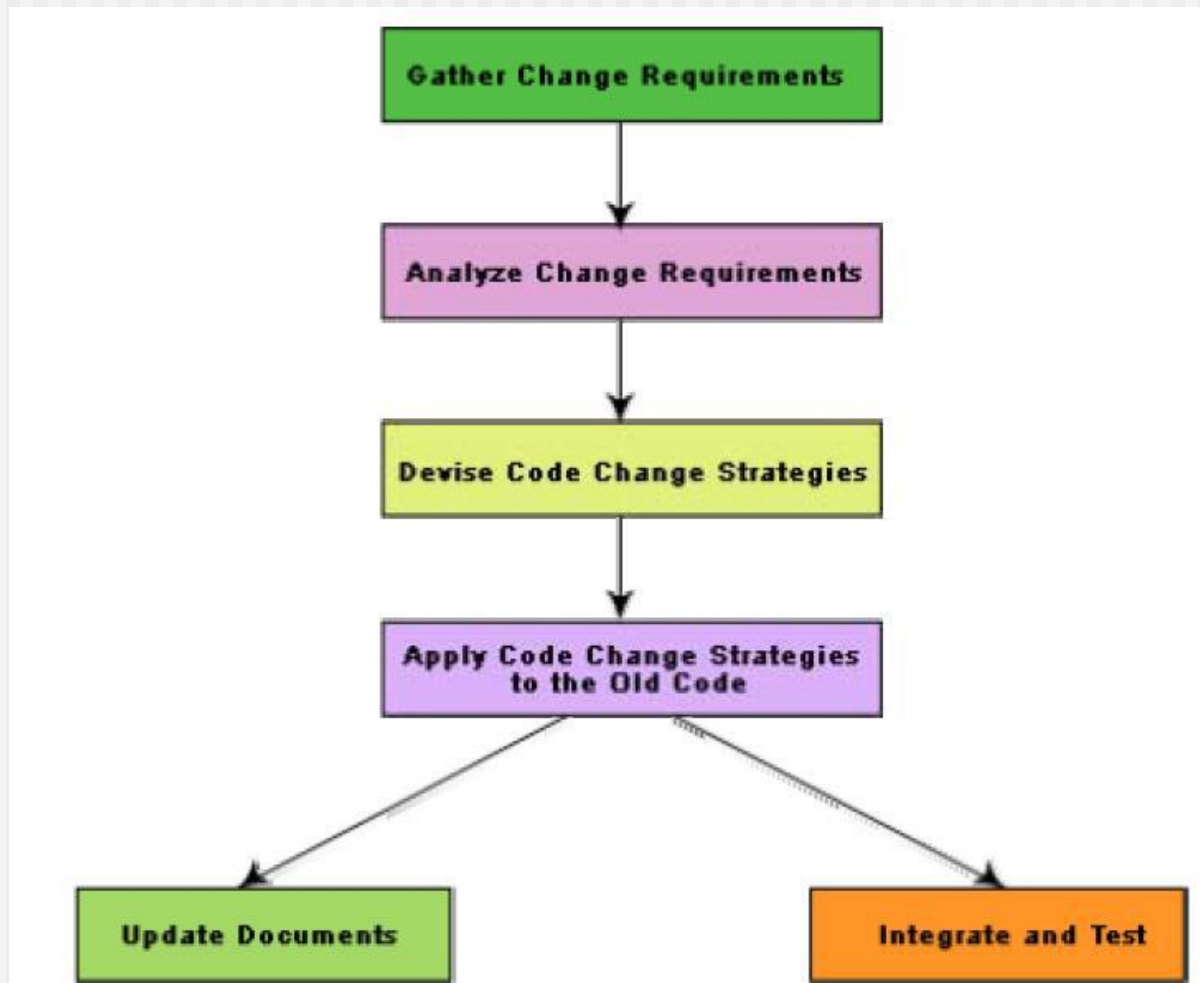 Gather Change Requirements
Analyze Change Requirements
Devise Code Change Strategies
Apply Code Change Strategies
to the Old Code
Update Documents
Integrate and Test